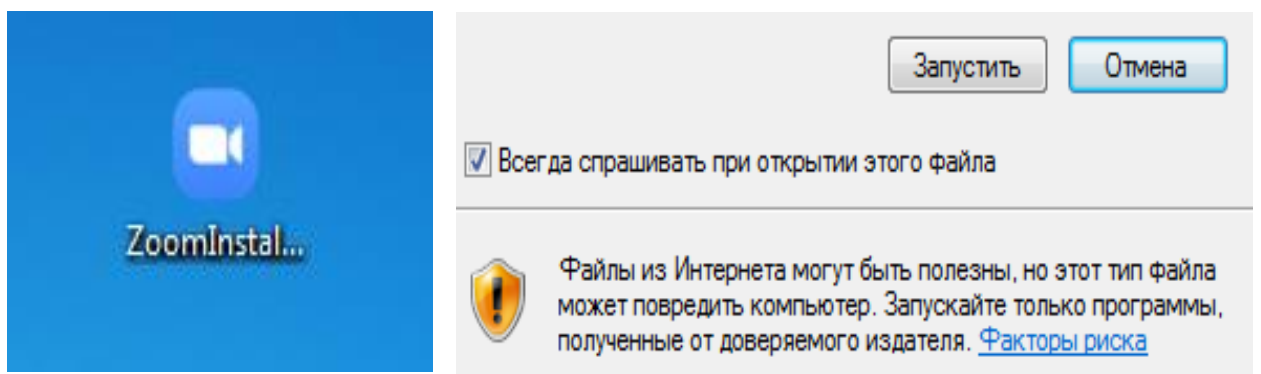 ZoomInstal...
Запустить
Отмена
Всегда спрашивать при открытии этого файла
Файлы из Интернета могут быть полезны, но этот тип файла
может повредить компьютер. Запускайте только программы,
полученные от доверяемого издателя. Факторы риска